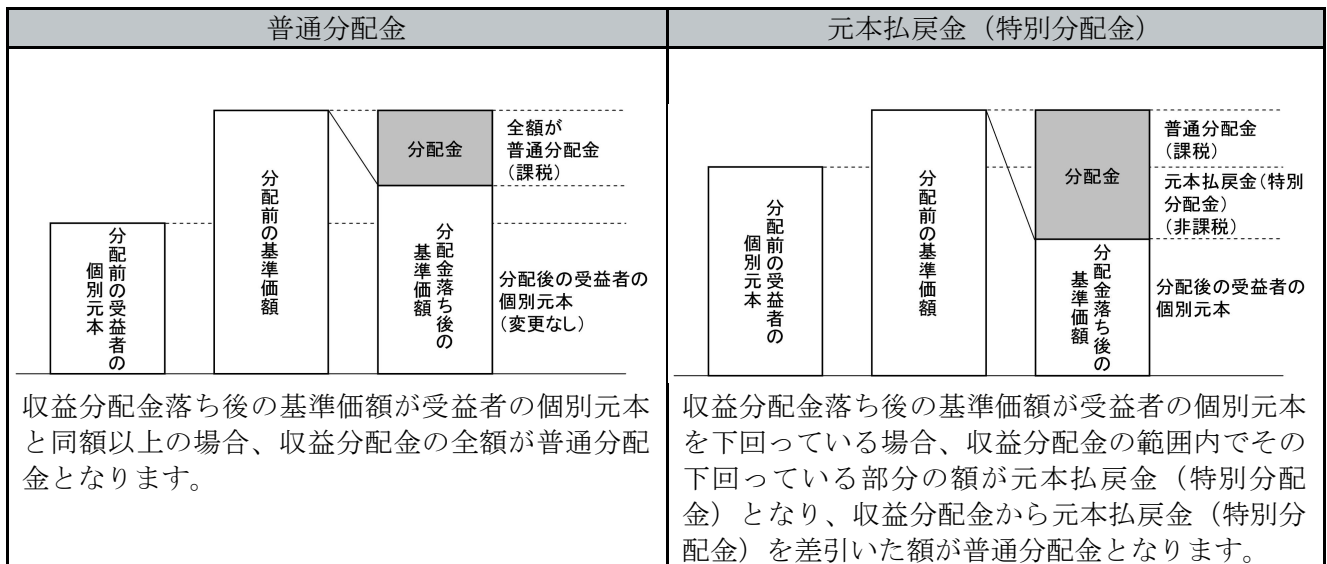 普通分配金
全額が
普通分配金
(課税)
分配金
分配前の受益者の
個別元本
分配前の基準価額
分配金落ち後の
基準価額
分配後の受益者の
個別元本
(変更なし)
収益分配金落ち後の基準価額が受益者の個別元本
と同額以上の場合、収益分配金の全額が普通分配
金となります。
元本払戻金（特別分配金）
普通分配金
(課税)
分配金
元本払戻金(特別
分配金)
(非課税)
分配前の受益者の
個別元本
分配前の基準価額
分配金落ち後の
基準価額
分配後の受益者の
個別元本
収益分配金落ち後の基準価額が受益者の個別元本
を下回っている場合、収益分配金の範囲内でその
下回っている部分の額が元本払戻金（特別分配
金）となり、収益分配金から元本払戻金（特別分
配金）を差引いた額が普通分配金となります。